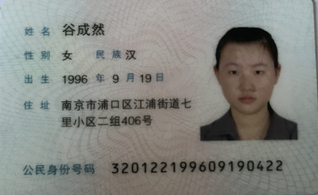 姓名 谷成然
性别 女 民族 汉
出生 1996 年 9 月 19 日
住址 南京市浦口区江浦街道七
里小区二组406号
公民身份号码 320122199609190422